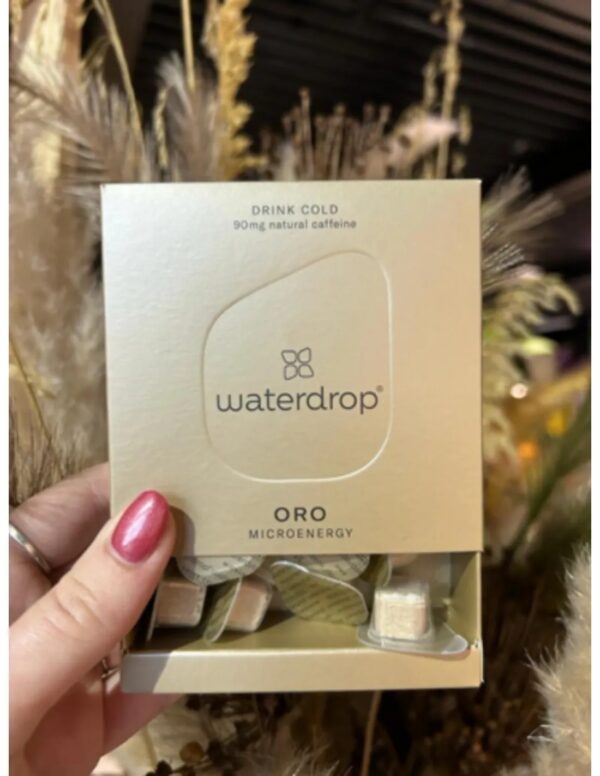 DRINK COLD
90mg natural caffeine
waterdrop®
ORO
MICROENERGY